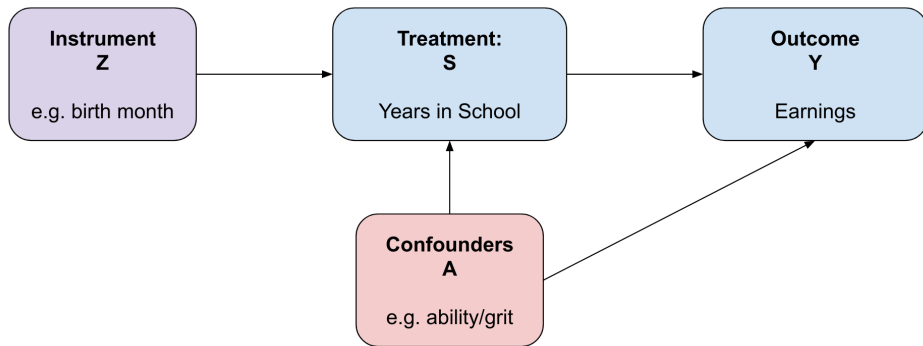 Instrument
Z
e.g. birth month
Treatment:
S
Years in School
Outcome
Y
Earnings
Confounders
A
e.g. ability/grit